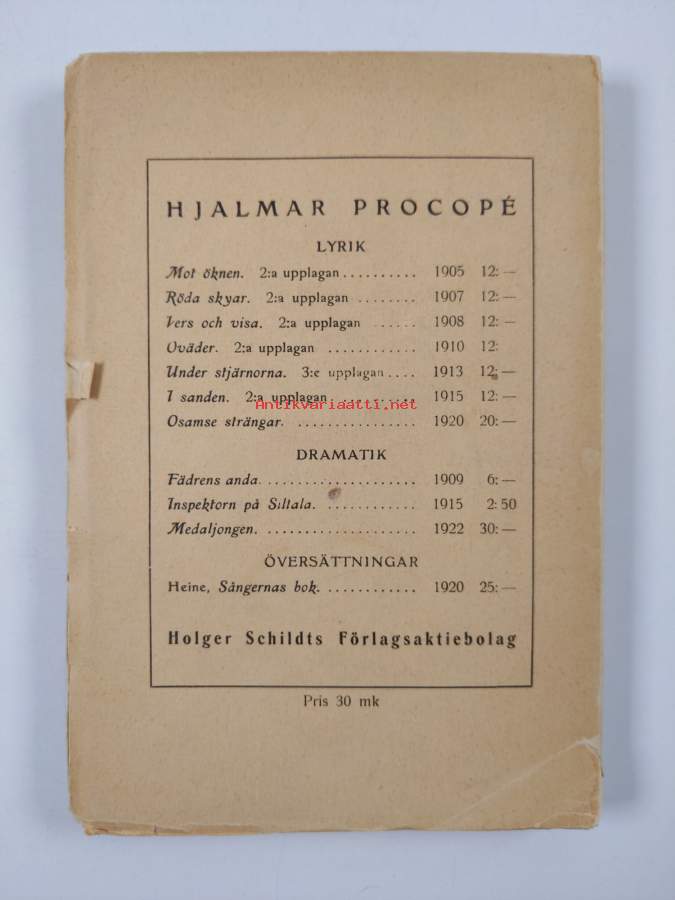 HJALMAR PROCOPÉ
LYRIK
Mot öknen. 2:a upplagan.......... 1905 12: —
Röda skyar. 2:a upplagan ........ 1907 12: —
Vers och visa. 2:a upplagan ...... 1908 12: —
Oväder. 2:a upplagan ............ 1910 12:
Under stjärnorna. 3:e upplagan.... 1913 12: —
I sanden. 2:a upplagan........... 1915 12: —
Antikvariaatti.net
Osamse strängar. ................ 1920 20: —
DRAMATIK
Fädrens anda..................... 1909 6: —
Inspektorn på Siltala. ............ 1915 2: 50
Medaljongen. .................... 1922 30: —
ÖVERSÄTTNINGAR
Heine, Sångernas bok. ............ 1920 25: —
Holger Schildts Förlagsaktiebolag
Pris 30 mk